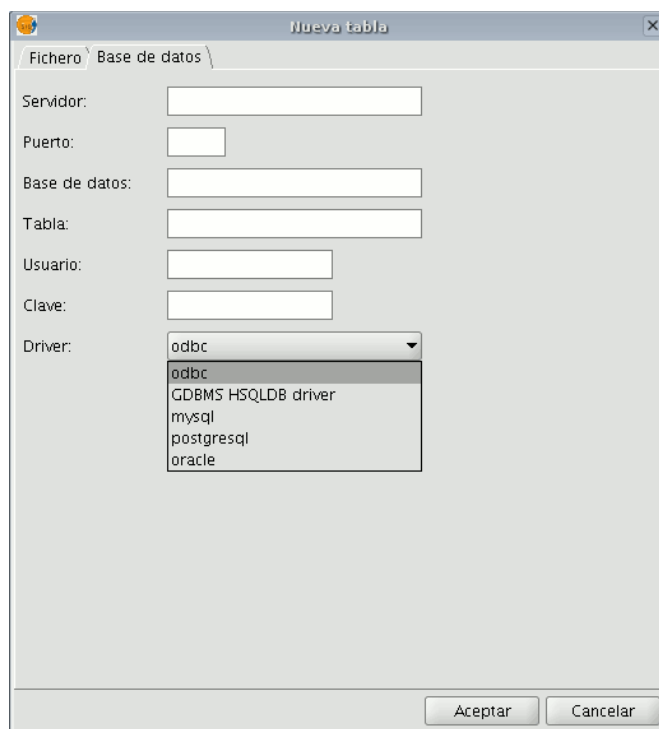 Nueva tabla
Fichero Base de datos
Servidor:
Puerto:
Base de datos:
Tabla:
Usuario:
Clave:
Driver: odbc
odbc
GDBMS HSQLDB driver
mysql
postgresql
oracle
Aceptar Cancelar